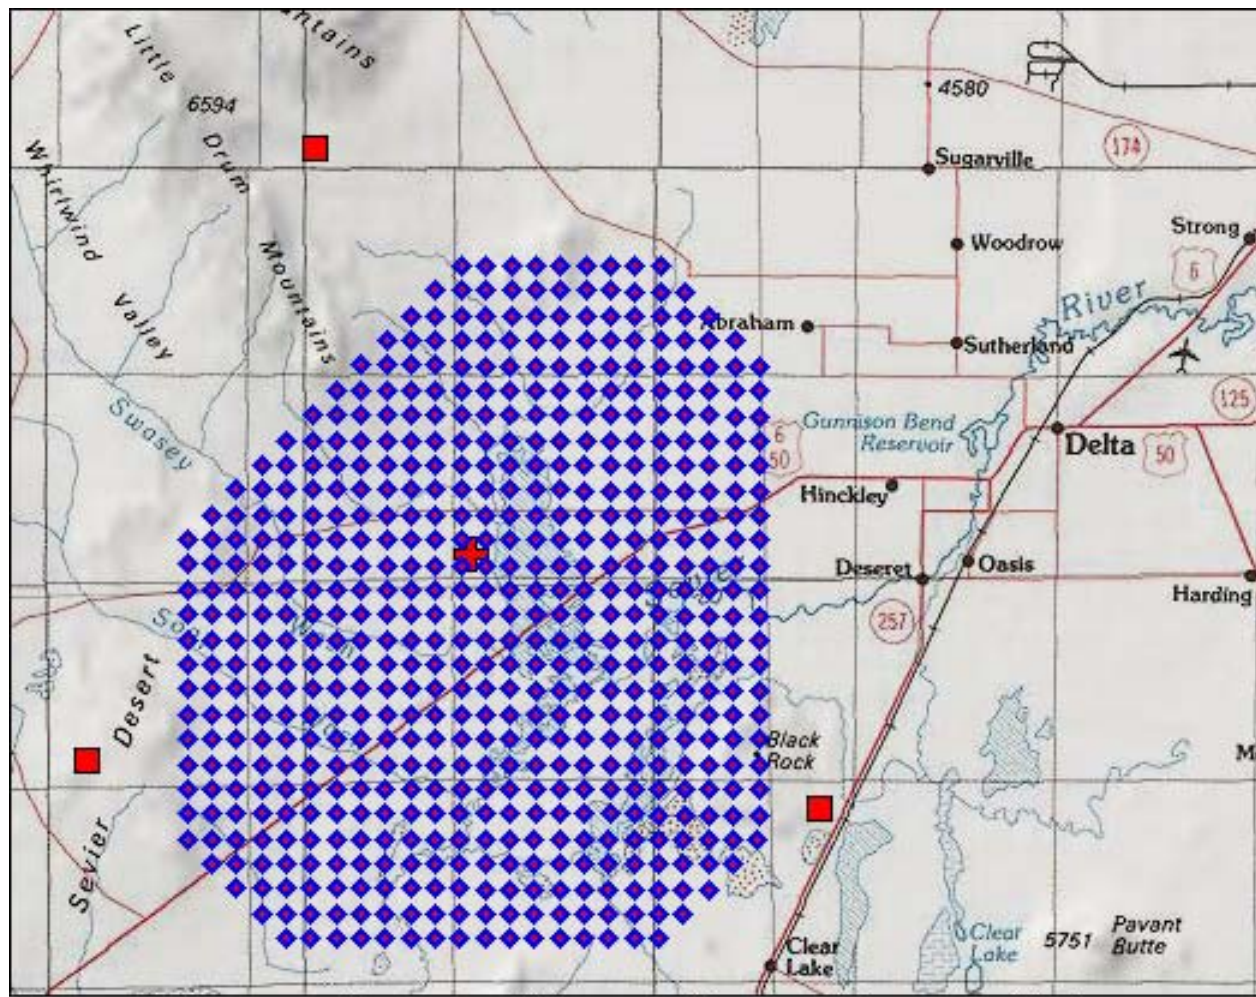 ntains
Little
6594
Drum
Mountains
Whirlwind
Valley
Swasey
4580
Sugarville
174
Woodrow
Strong
6
River
Abraham
Sutherland
125
6
50
Gunnison Bend
Reservoir
Delta
50
Hinckley
Deseret
Oasis
Harding
257
Wash
Desert
Sevier
Black
Rock
M
Clear
Lake
Clear
Lake
5751
Pavant
Butte